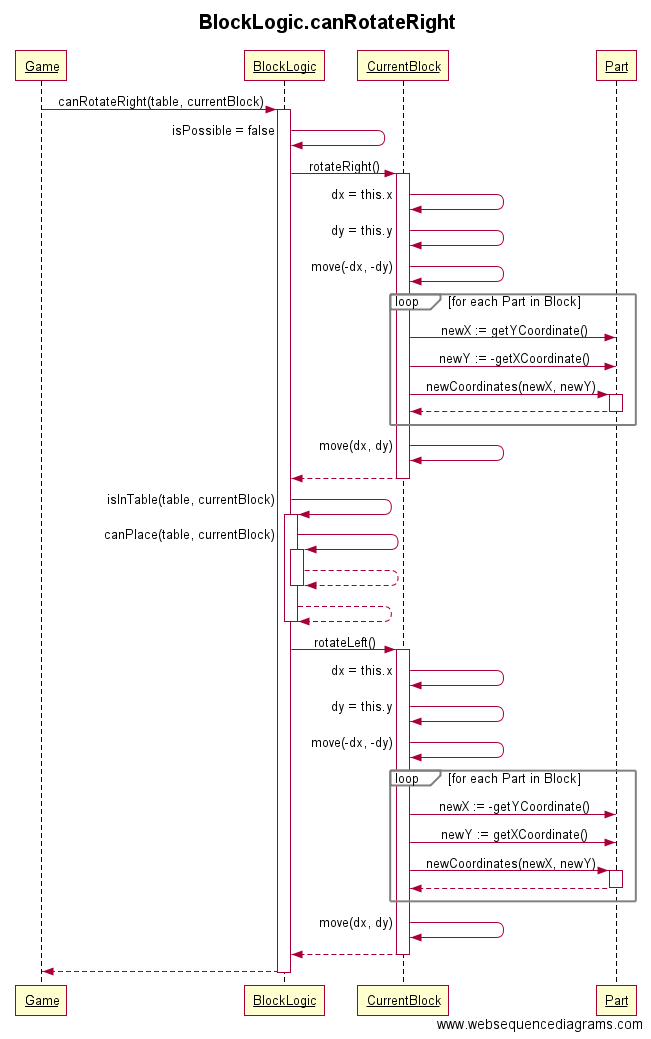 BlockLogic.canRotateRight
Game
BlockLogic
CurrentBlock
Part
canRotateRight(table, currentBlock)
isPossible = false
rotateRight()
dx = this.x
dy = this.y
move(-dx, -dy)
loop
[for each Part in Block]
newX := getYCoordinate()
newY := -getXCoordinate()
newCoordinates(newX, newY)
move(dx, dy)
isInTable(table, currentBlock)
canPlace(table, currentBlock)
rotateLeft()
dx = this.x
dy = this.y
move(-dx, -dy)
loop
[for each Part in Block]
newX := -getYCoordinate()
newY := getXCoordinate()
newCoordinates(newX, newY)
move(dx, dy)
Game
BlockLogic
CurrentBlock
Part
www.websequencediagrams.com